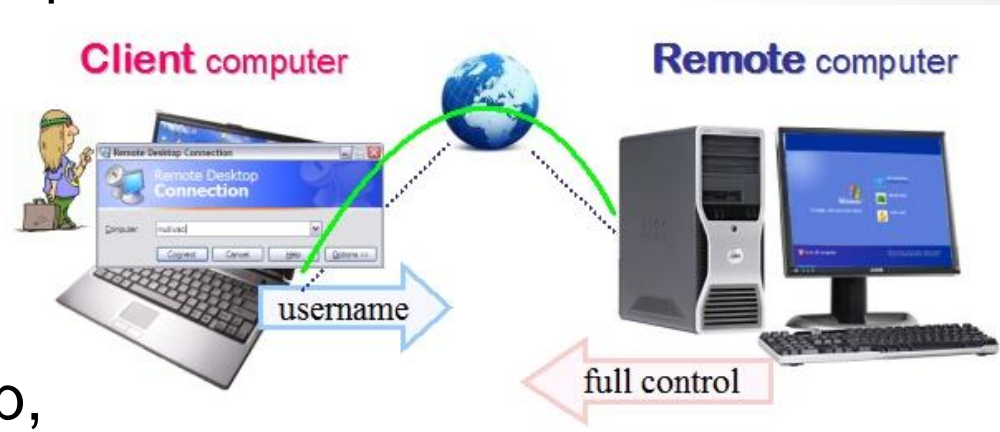 Client computer
Remote computer
Remote Desktop Connection
Remote Desktop
Connection
Computer:
Connect
Cancel
Help
Options >>
username
full control